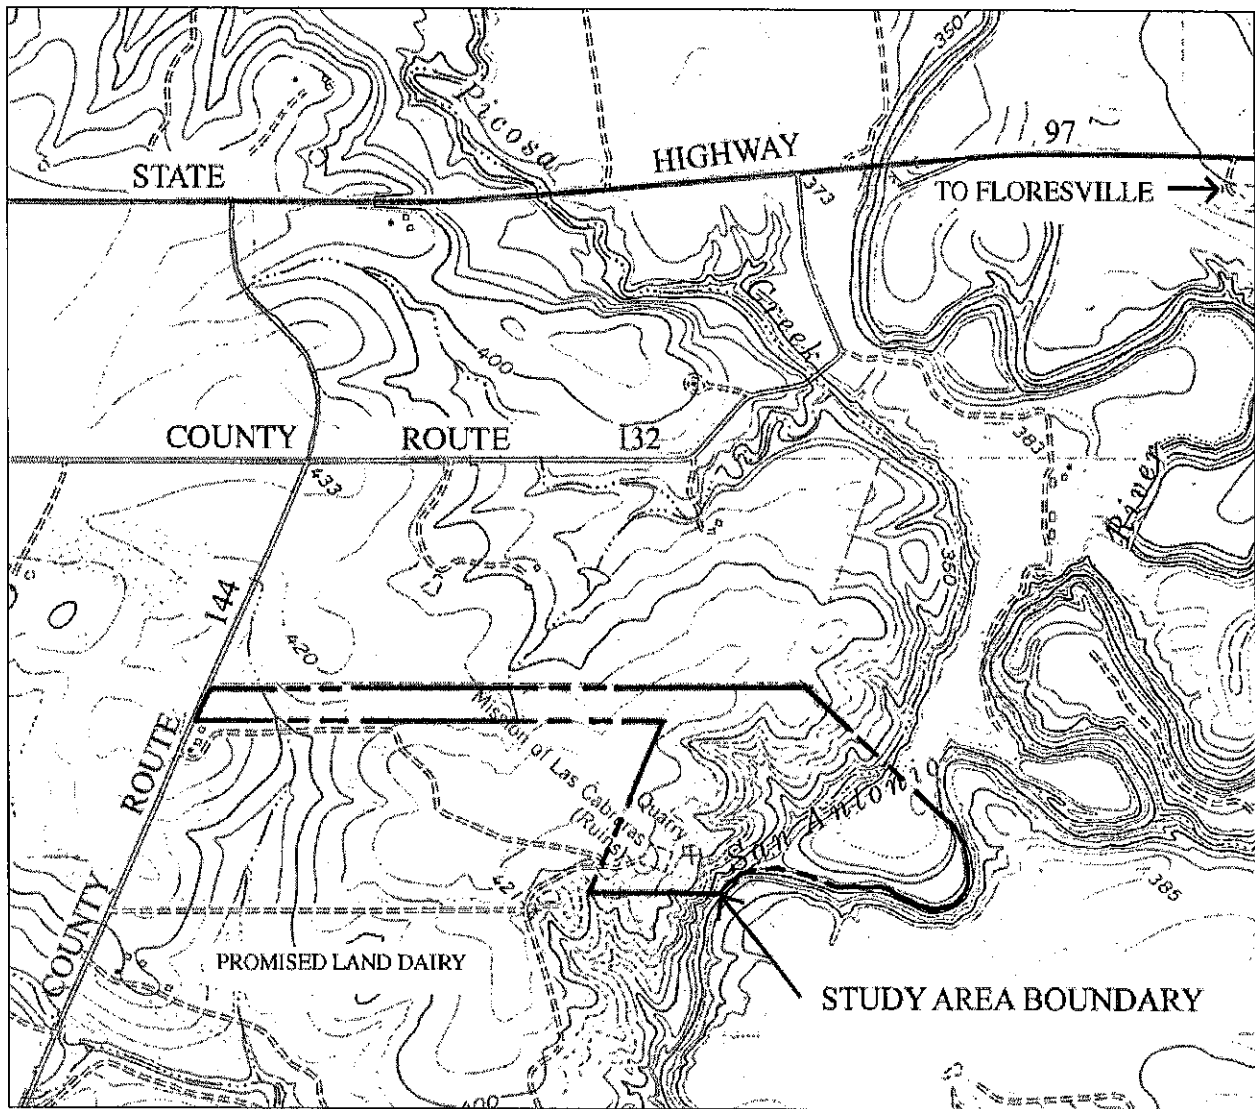 350
Picosa
97
HIGHWAY
STATE
373
TO FLORESVILLE
Creek
400
COUNTY ROUTE 132
383
433
River
350
144
420
ROUTE
Mission of Las Cabras
(Ruins)
Quarry
San Antonio
42
385
COUNTY
PROMISED LAND DAIRY
STUDY AREA BOUNDARY
400